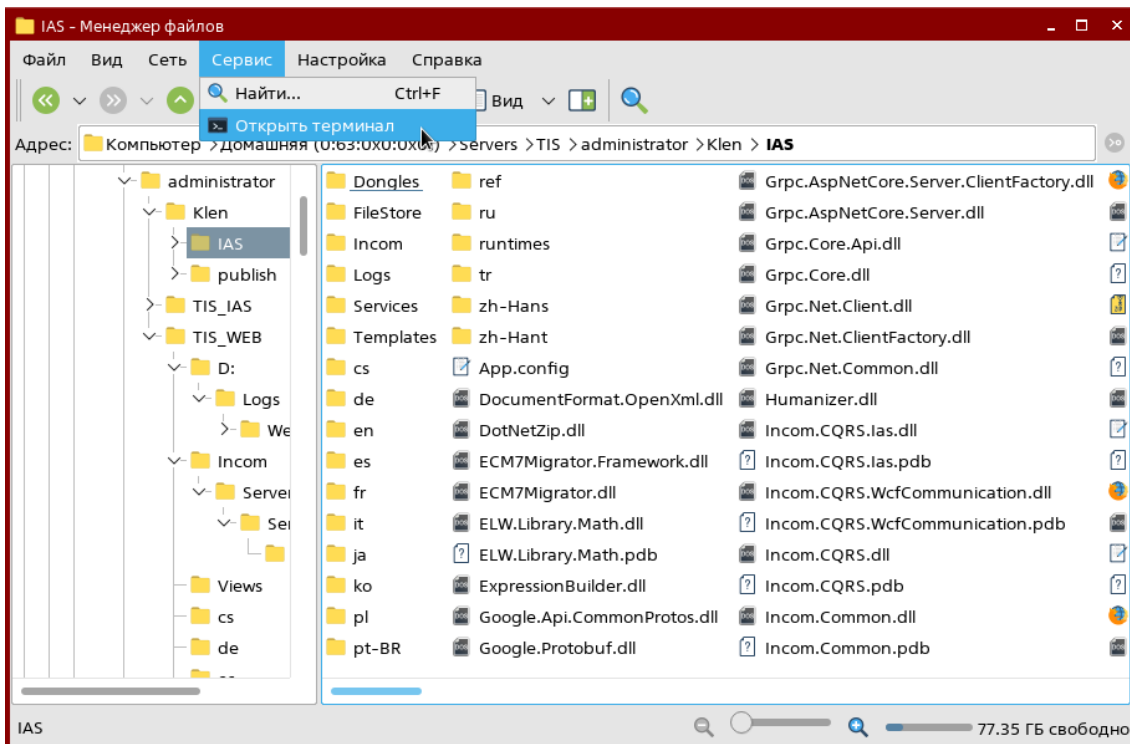 IAS - Менеджер файлов
Файл Вид Сеть Сервис Настройка Справка
Найти... Ctrl+F
Вид
Открыть терминал
Адрес: Компьютер >Домашняя (0:63:0x0:0x0:) >Servers >TIS >administrator >Klen > IAS
administrator
Klen
IAS
publish
TIS_IAS
TIS_WEB
D:
Logs
We
Incom
Server
Ser
Views
cs
de
Dongles
FileStore
Incom
Logs
Services
Templates
cs
de
en
es
fr
it
ja
ko
pl
pt-BR
ref
ru
runtimes
tr
zh-Hans
zh-Hant
App.config
DocumentFormat.OpenXml.dll
DotNetZip.dll
ECM7Migrator.Framework.dll
ECM7Migrator.dll
ELW.Library.Math.dll
ELW.Library.Math.pdb
ExpressionBuilder.dll
Google.Api.CommonProtos.dll
Google.Protobuf.dll
Grpc.AspNetCore.Server.ClientFactory.dll
Grpc.AspNetCore.Server.dll
Grpc.Core.Api.dll
Grpc.Core.dll
Grpc.Net.Client.dll
Grpc.Net.ClientFactory.dll
Grpc.Net.Common.dll
Humanizer.dll
Incom.CQRS.Ias.dll
Incom.CQRS.Ias.pdb
Incom.CQRS.WcfCommunication.dll
Incom.CQRS.WcfCommunication.pdb
Incom.CQRS.dll
Incom.CQRS.pdb
Incom.Common.dll
Incom.Common.pdb
IAS
77.35 ГБ свободно